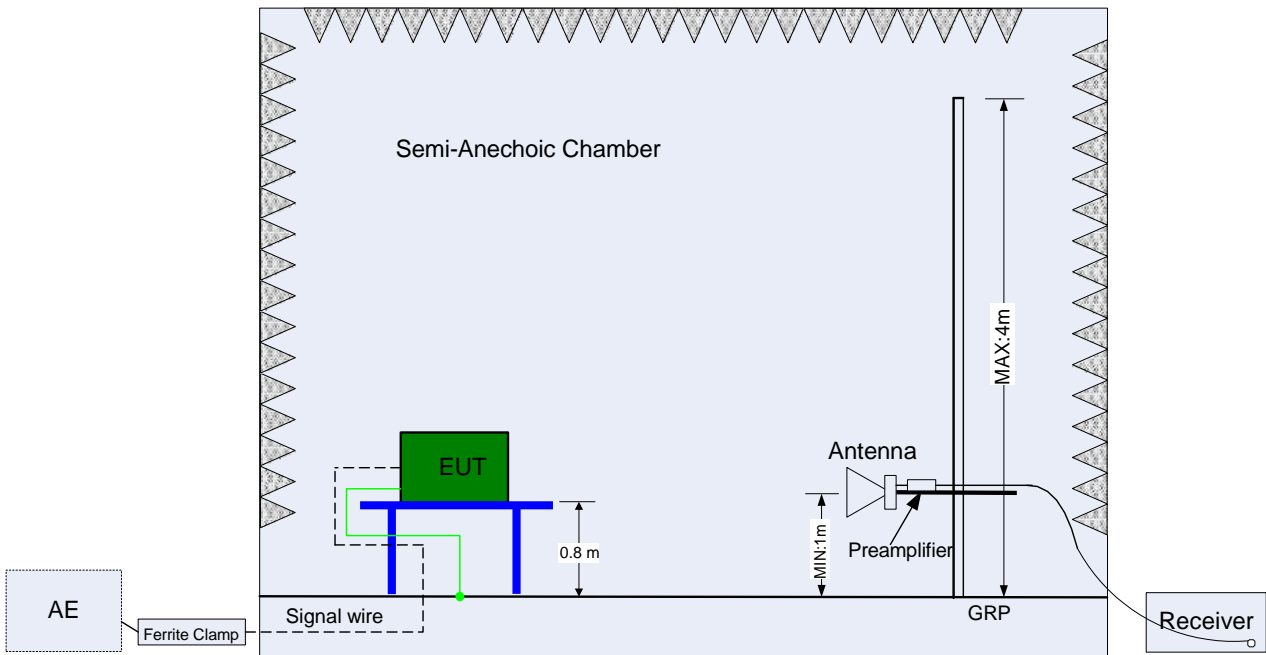 Semi-Anechoic Chamber
MAX:4m
Antenna
EUT
MIN:1m
0.8 m
Preamplifier
AE
Ferrite Clamp
Signal wire
GRP
Receiver